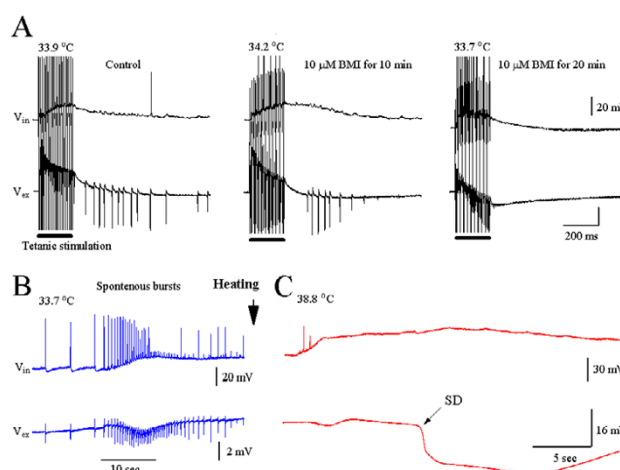 A
33.9 °C
Control
34.2°C
10 μM BMI for 10 min
33.7°C
10 μM BMI for 20 min
Vin
20 mV
Vex
Tetanic stimulation
200 ms
B
33.7 °C
Spontenous bursts
Heating
C
38.8 °C
Vin
20 mV
30 mV
SD
Vex
2 mV
16 mV
10 sec
5 sec